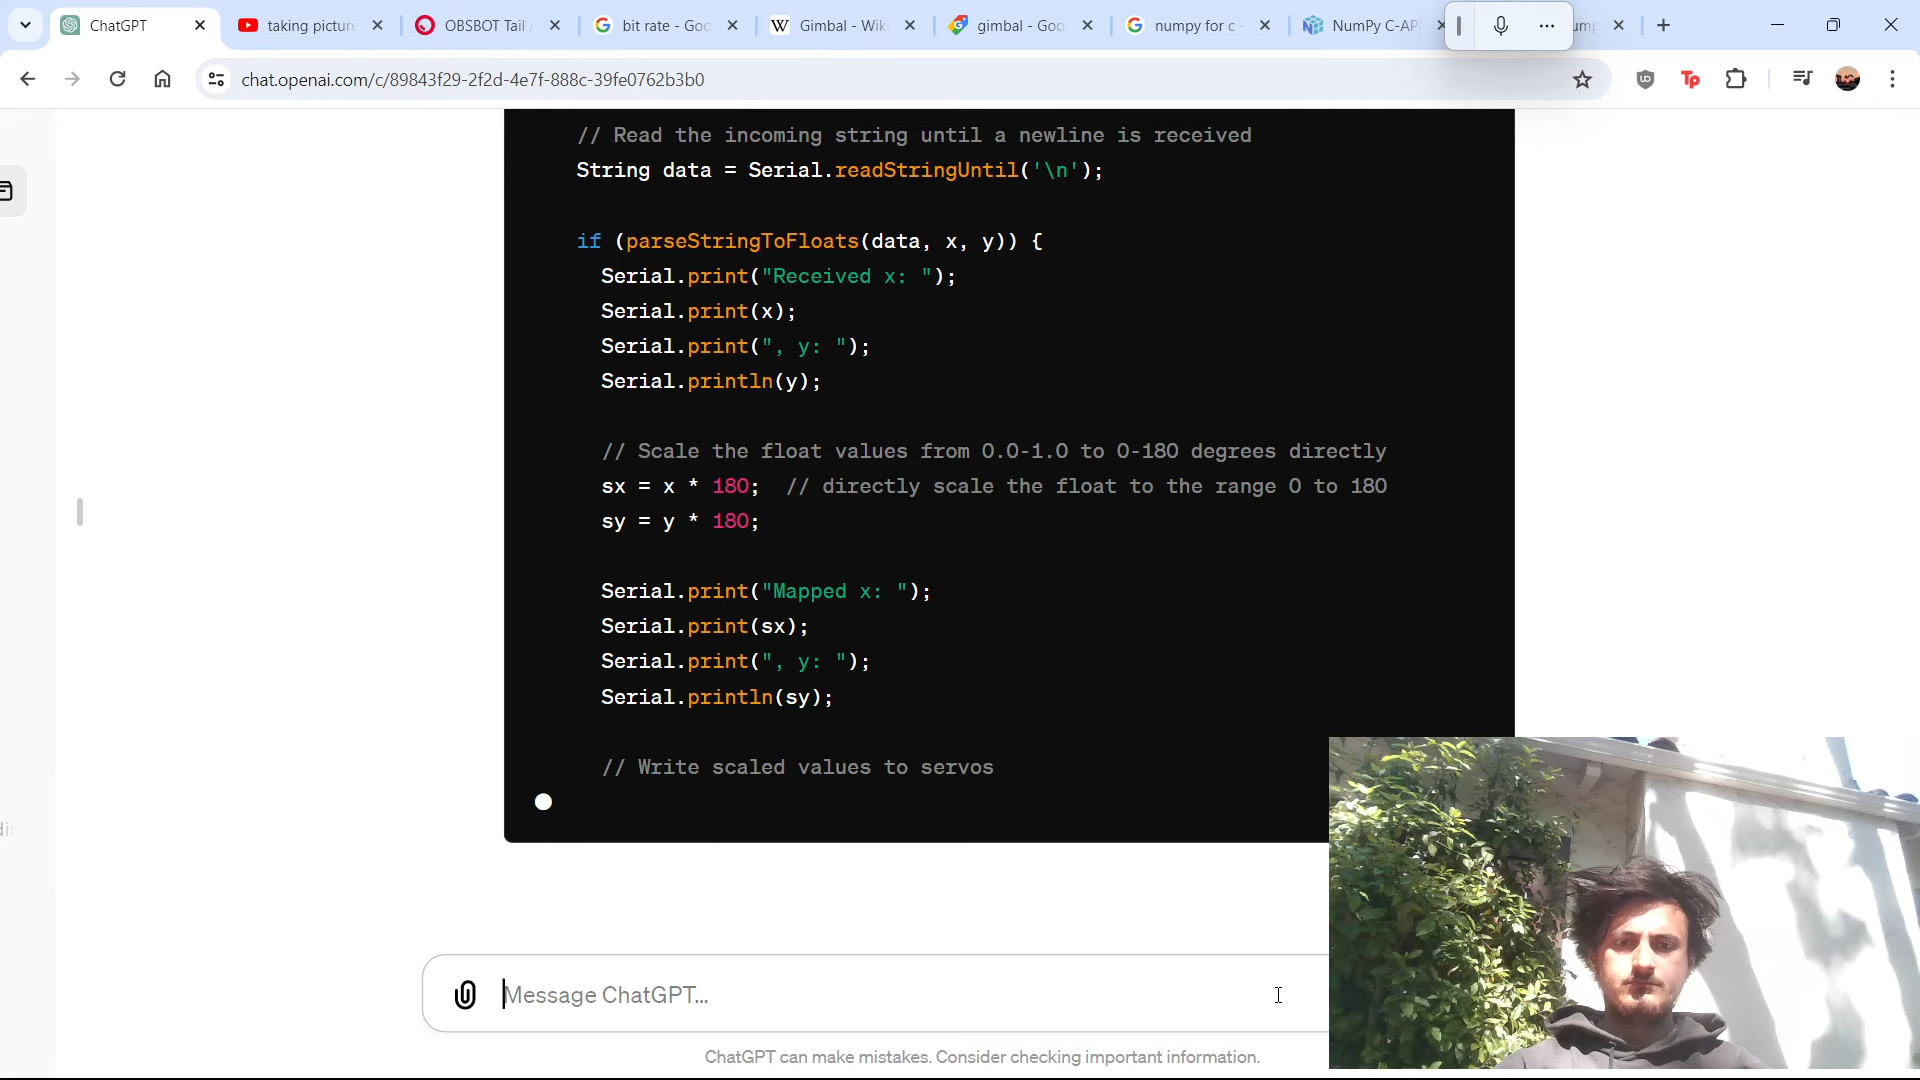 ChatGPT
taking picture
OBSBOT Tail
bit rate - Goo
Gimbal - Wiki
gimbal - Goo
numpy for c -
NumPy C-API
chat.openai.com/c/89843f29-2f2d-4e7f-888c-39fe0762b3b0
// Read the incoming string until a newline is received
String data = Serial.readStringUntil('\n');
if (parseStringToFloats(data, x, y)) {
Serial.print("Received x: ");
Serial.print(x);
Serial.print(", y: ");
Serial.println(y);
// Scale the float values from 0.0-1.0 to 0-180 degrees directly
sx = x * 180;  // directly scale the float to the range 0 to 180
sy = y * 180;
Serial.print("Mapped x: ");
Serial.print(sx);
Serial.print(", y: ");
Serial.println(sy);
// Write scaled values to servos
Message ChatGPT...
ChatGPT can make mistakes. Consider checking important information.